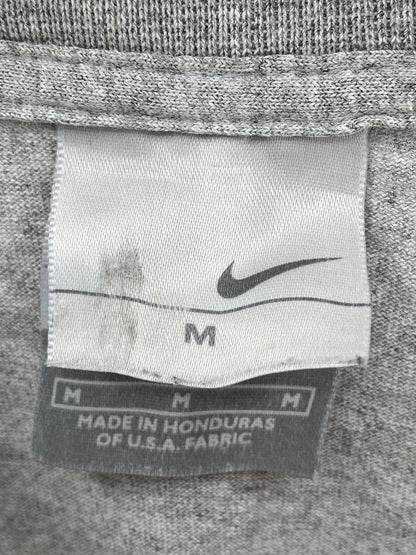 M
M M M
MADE IN HONDURAS
OF U.S.A. FABRIC